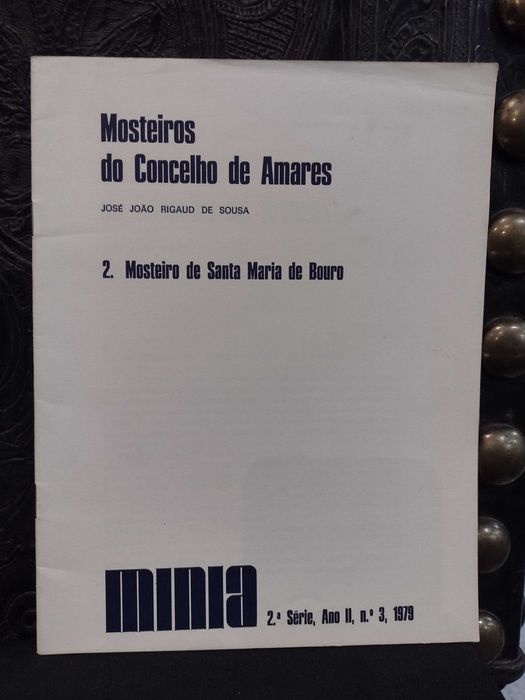 Mosteiros
do Concelho de Amares
JOSÉ JOÃO RIGAUD DE SOUSA
2. Mosteiro de Santa Maria de Bouro
minia 2.ª Série, Ano II, n.º 3, 1979